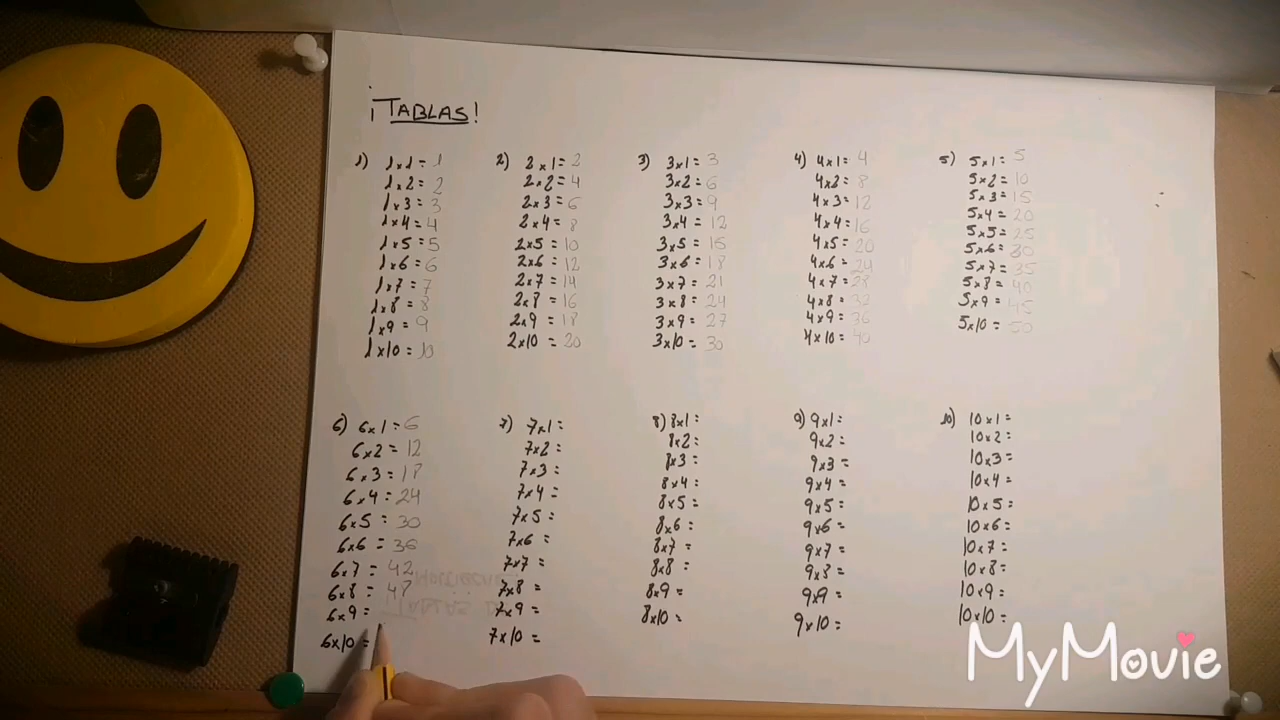 ¡TABLAS!
1) 1x1=1
1x2=2
1x3=3
1x4=4
1x5=5
1x6=6
1x7=7
1x8=8
1x9=9
1x10=10
2) 2x1=2
2x2=4
2x3=6
2x4=8
2x5=10
2x6=12
2x7=14
2x8=16
2x9=18
2x10=20
3) 3x1=3
3x2=6
3x3=9
3x4=12
3x5=15
3x6=18
3x7=21
3x8=24
3x9=27
3x10=30
4) 4x1=4
4x2=8
4x3=12
4x4=16
4x5=20
4x6=24
4x7=28
4x8=32
4x9=36
4x10=40
5) 5x1=5
5x2=10
5x3=15
5x4=20
5x5=25
5x6=30
5x7=35
5x8=40
5x9=45
5x10=50
6) 6x1=6
6x2=12
6x3=18
6x4=24
6x5=30
6x6=36
6x7=42
6x8=48
6x9=
6x10=
7) 7x1=
7x2=
7x3=
7x4=
7x5=
7x6=
7x7=
7x8=
7x9=
7x10=
8) 8x1=
8x2=
8x3=
8x4=
8x5=
8x6=
8x7=
8x8=
8x9=
8x10=
9) 9x1=
9x2=
9x3=
9x4=
9x5=
9x6=
9x7=
9x8=
9x9=
9x10=
10) 10x1=
10x2=
10x3=
10x4=
10x5=
10x6=
10x7=
10x8=
10x9=
10x10=
MyMovie